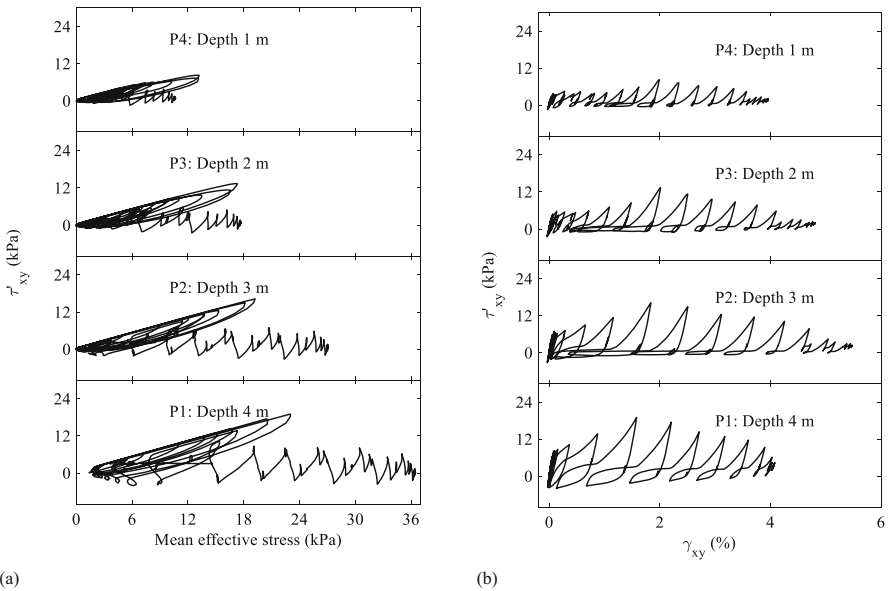 24
12
0
P4: Depth 1 m
24
12
0
P3: Depth 2 m
24
12
0
P2: Depth 3 m
24
12
0
P1: Depth 4 m
0 6 12 18 24 30 36
Mean effective stress (kPa)
τ'xy (kPa)
(a)
24
12
0
P4: Depth 1 m
24
12
0
P3: Depth 2 m
24
12
0
P2: Depth 3 m
24
12
0
P1: Depth 4 m
0 2 4 6
γxy (%)
τ'xy (kPa)
(b)